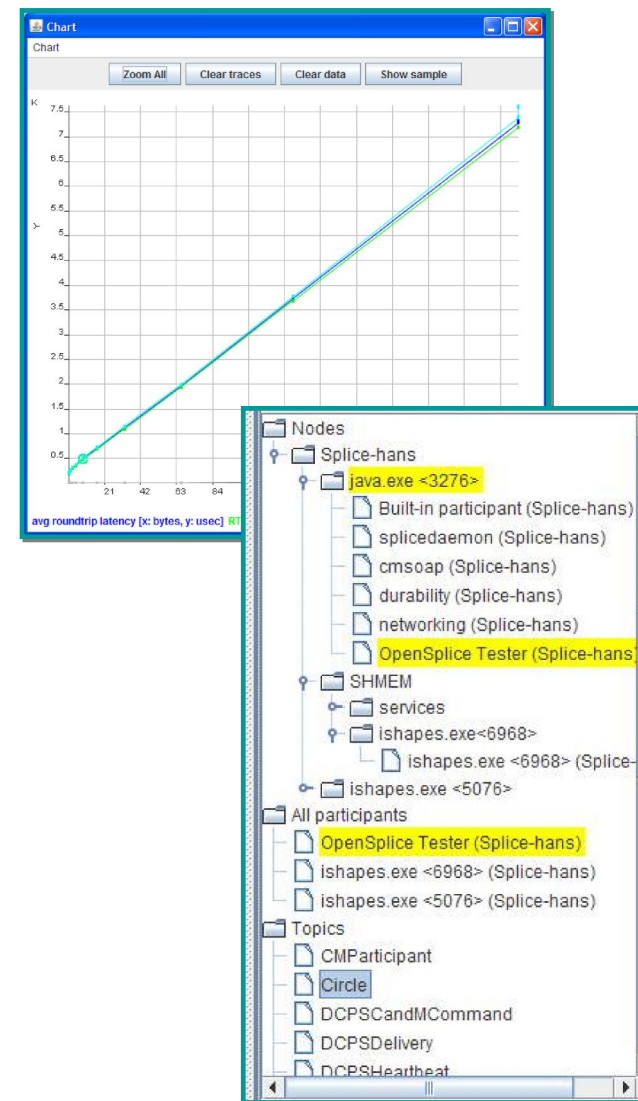 Chart
Chart
Zoom All Clear traces Clear data Show sample
K
7.5
7
6.5
6
5.5
Y
5
4.5
4
3.5
3
2.5
2
1.5
1
0.5
21 42 63 84
avg roundtrip latency [x: bytes, y: usec] RT
Nodes
Splice-hans
java.exe <3276>
Built-in participant (Splice-hans)
splicedaemon (Splice-hans)
cmsoap (Splice-hans)
durability (Splice-hans)
networking (Splice-hans)
OpenSplice Tester (Splice-hans)
SHMEM
services
ishapes.exe<6968>
ishapes.exe <6968> (Splice-
ishapes.exe <5076>
All participants
OpenSplice Tester (Splice-hans)
ishapes.exe <6968> (Splice-hans)
ishapes.exe <5076> (Splice-hans)
Topics
CMParticipant
Circle
DCPSCandMCommand
DCPSDelivery
DCPSHeartbeat